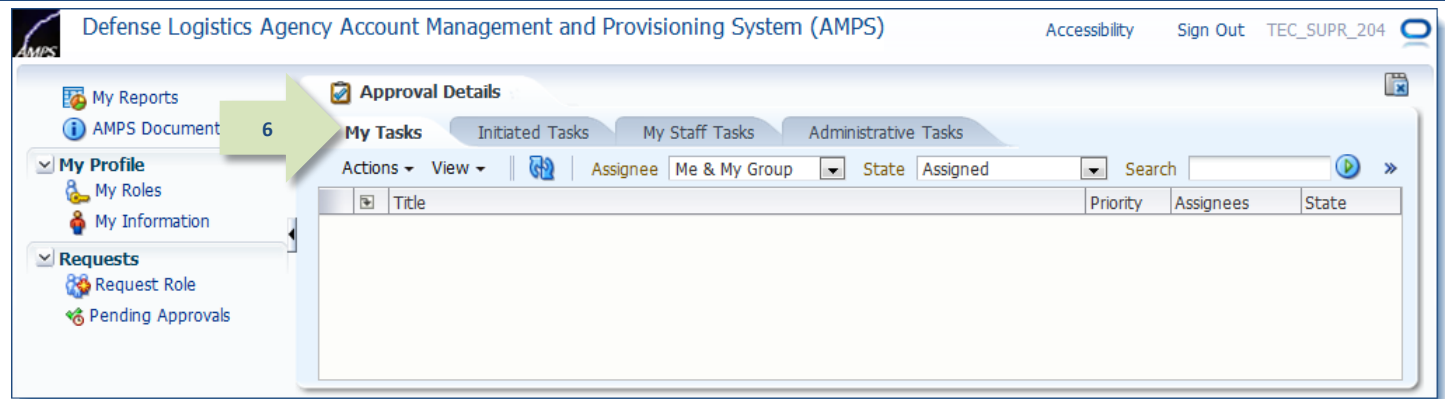 Defense Logistics Agency Account Management and Provisioning System (AMPS)
Accessibility Sign Out TEC_SUPR_204
AMPS
My Reports
AMPS Document
6
My Profile
My Roles
My Information
Requests
Request Role
Pending Approvals
Approval Details
My Tasks Initiated Tasks My Staff Tasks Administrative Tasks
Actions View Assignee Me & My Group State Assigned Search »
Title Priority Assignees State